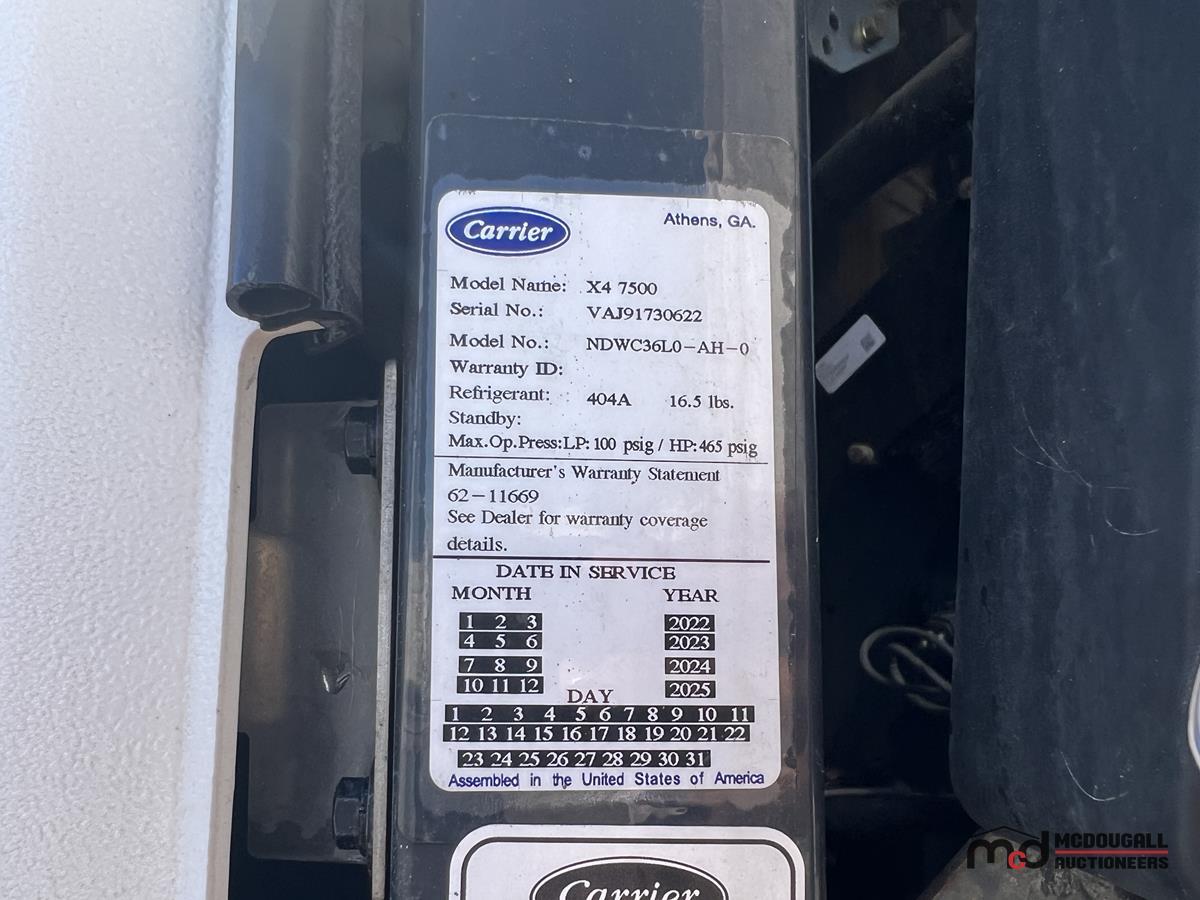 Carrier
Athens, GA.
Model Name: X4 7500
Serial No.: VAJ91730622
Model No.: NDWC36L0-AH-0
Warranty ID:
Refrigerant: 404A 16.5 lbs.
Standby:
Max.Op.Press:LP: 100 psig / HP: 465 psig
Manufacturer's Warranty Statement
62-11669
See Dealer for warranty coverage
details.
DATE IN SERVICE
MONTH YEAR
1 2 3 2022
4 5 6 2023
7 8 9 2024
10 11 12 2025
DAY
1 2 3 4 5 6 7 8 9 10 11
12 13 14 15 16 17 18 19 20 21 22
23 24 25 26 27 28 29 30 31
Assembled in the United States of America
Carrier
mcd MCDOUGALL
AUCTIONEERS